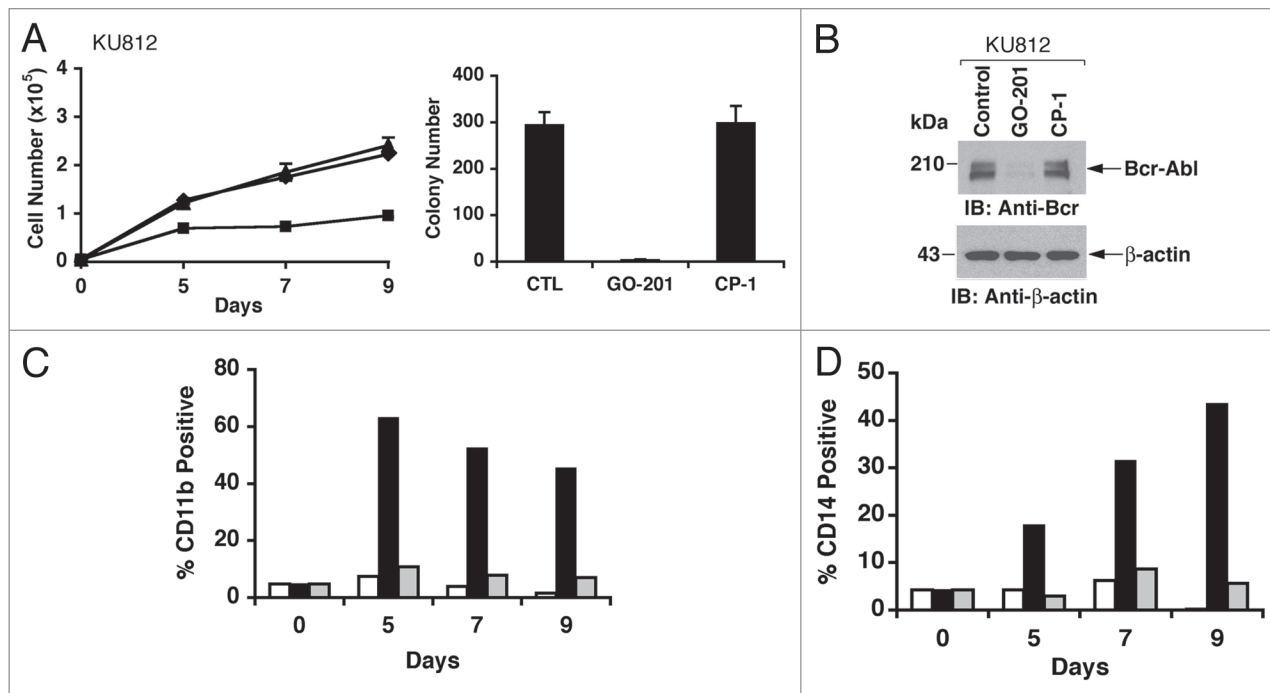 A
KU812
Cell Number (x10⁵)
4
3
2
1
0
0 5 7 9
Days
Colony Number
400
300
200
100
0
CTL GO-201 CP-1
B
KU812
Control
GO-201
CP-1
kDa
210
Bcr-Abl
IB: Anti-Bcr
43
β-actin
IB: Anti-β-actin
C
% CD11b Positive
80
60
40
20
0
0 5 7 9
Days
D
% CD14 Positive
50
40
30
20
10
0
0 5 7 9
Days